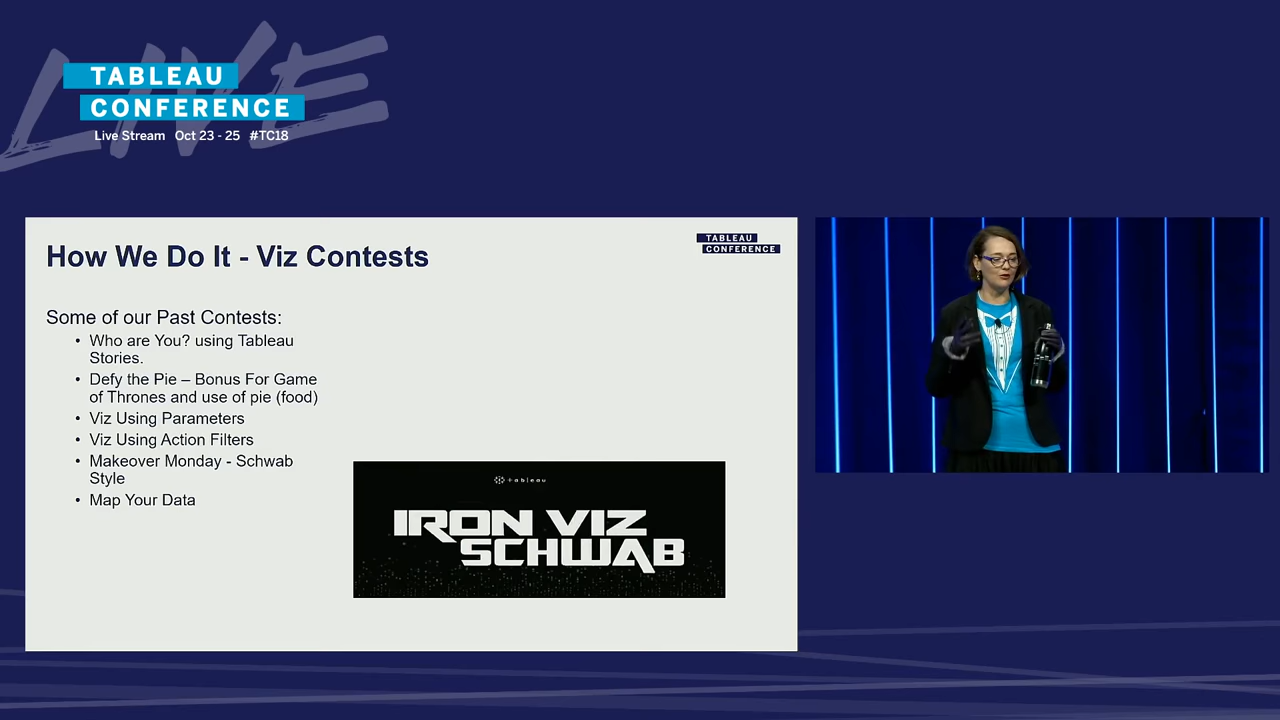 LIVE
TABLEAU
CONFERENCE
Live Stream Oct 23 - 25 #TC18
How We Do It - Viz Contests
TABLEAU
CONFERENCE
Some of our Past Contests:
• Who are You? using Tableau
Stories.
• Defy the Pie – Bonus For Game
of Thrones and use of pie (food)
• Viz Using Parameters
• Viz Using Action Filters
• Makeover Monday - Schwab
Style
• Map Your Data
+ableau
IRON VIZ
SCHWAB